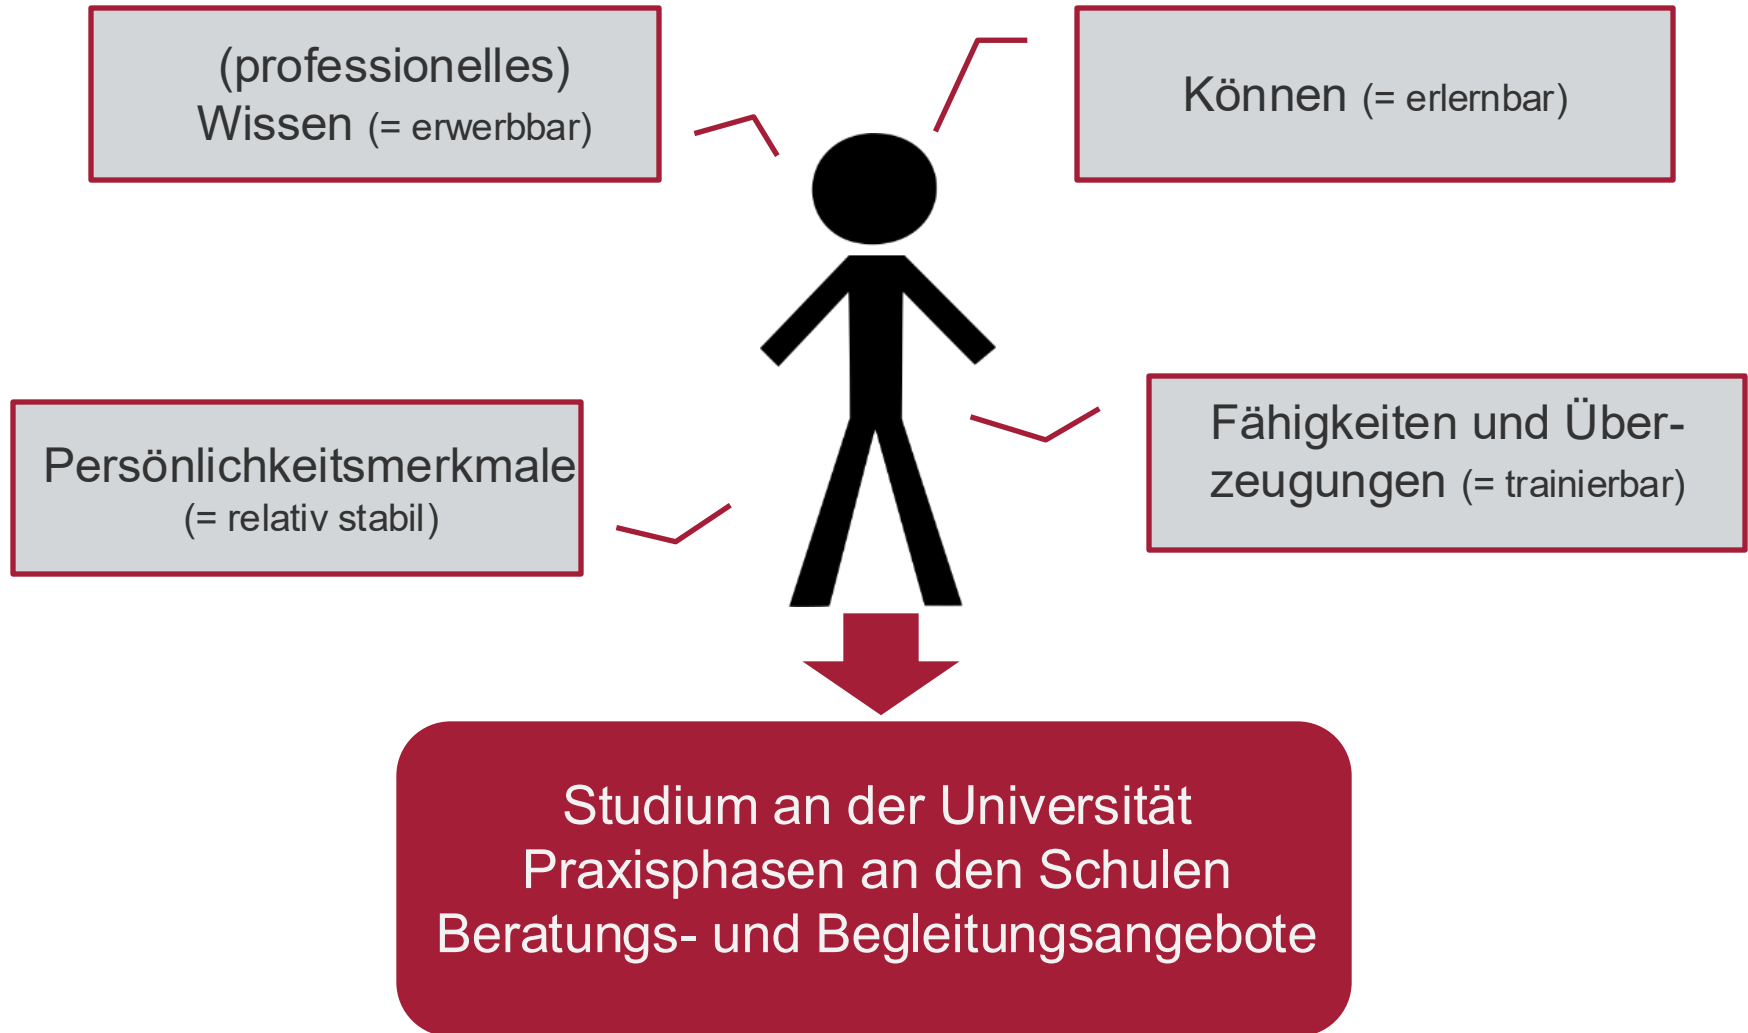 (professionelles)
Wissen (= erwerbbar)
Können (= erlernbar)
Persönlichkeitsmerkmale
(= relativ stabil)
Fähigkeiten und Über-
zeugungen (= trainierbar)
Studium an der Universität
Praxisphasen an den Schulen
Beratungs- und Begleitungsangebote